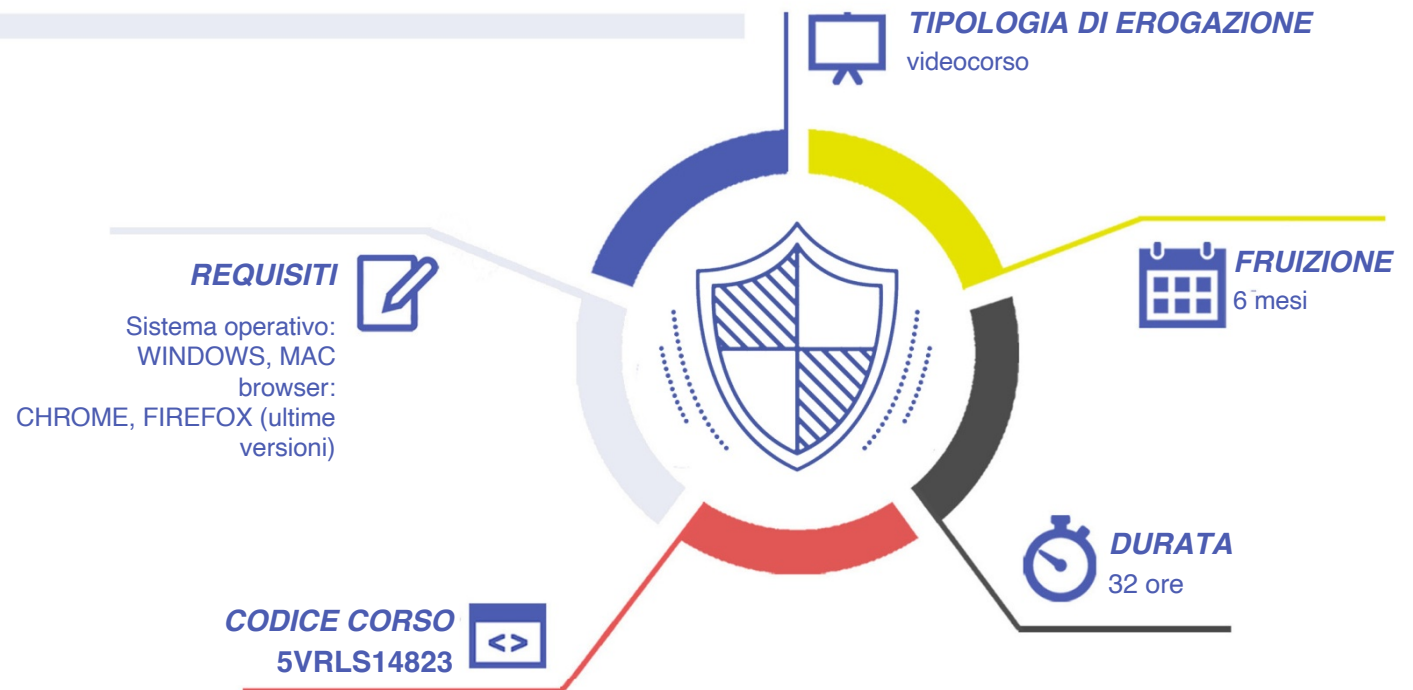 TIPOLOGIA DI EROGAZIONE
videocorso
REQUISITI
Sistema operativo:
WINDOWS, MAC
browser:
CHROME, FIREFOX (ultime
versioni)
FRUIZIONE
6 mesi
DURATA
32 ore
CODICE CORSO
5VRLS14823
<>